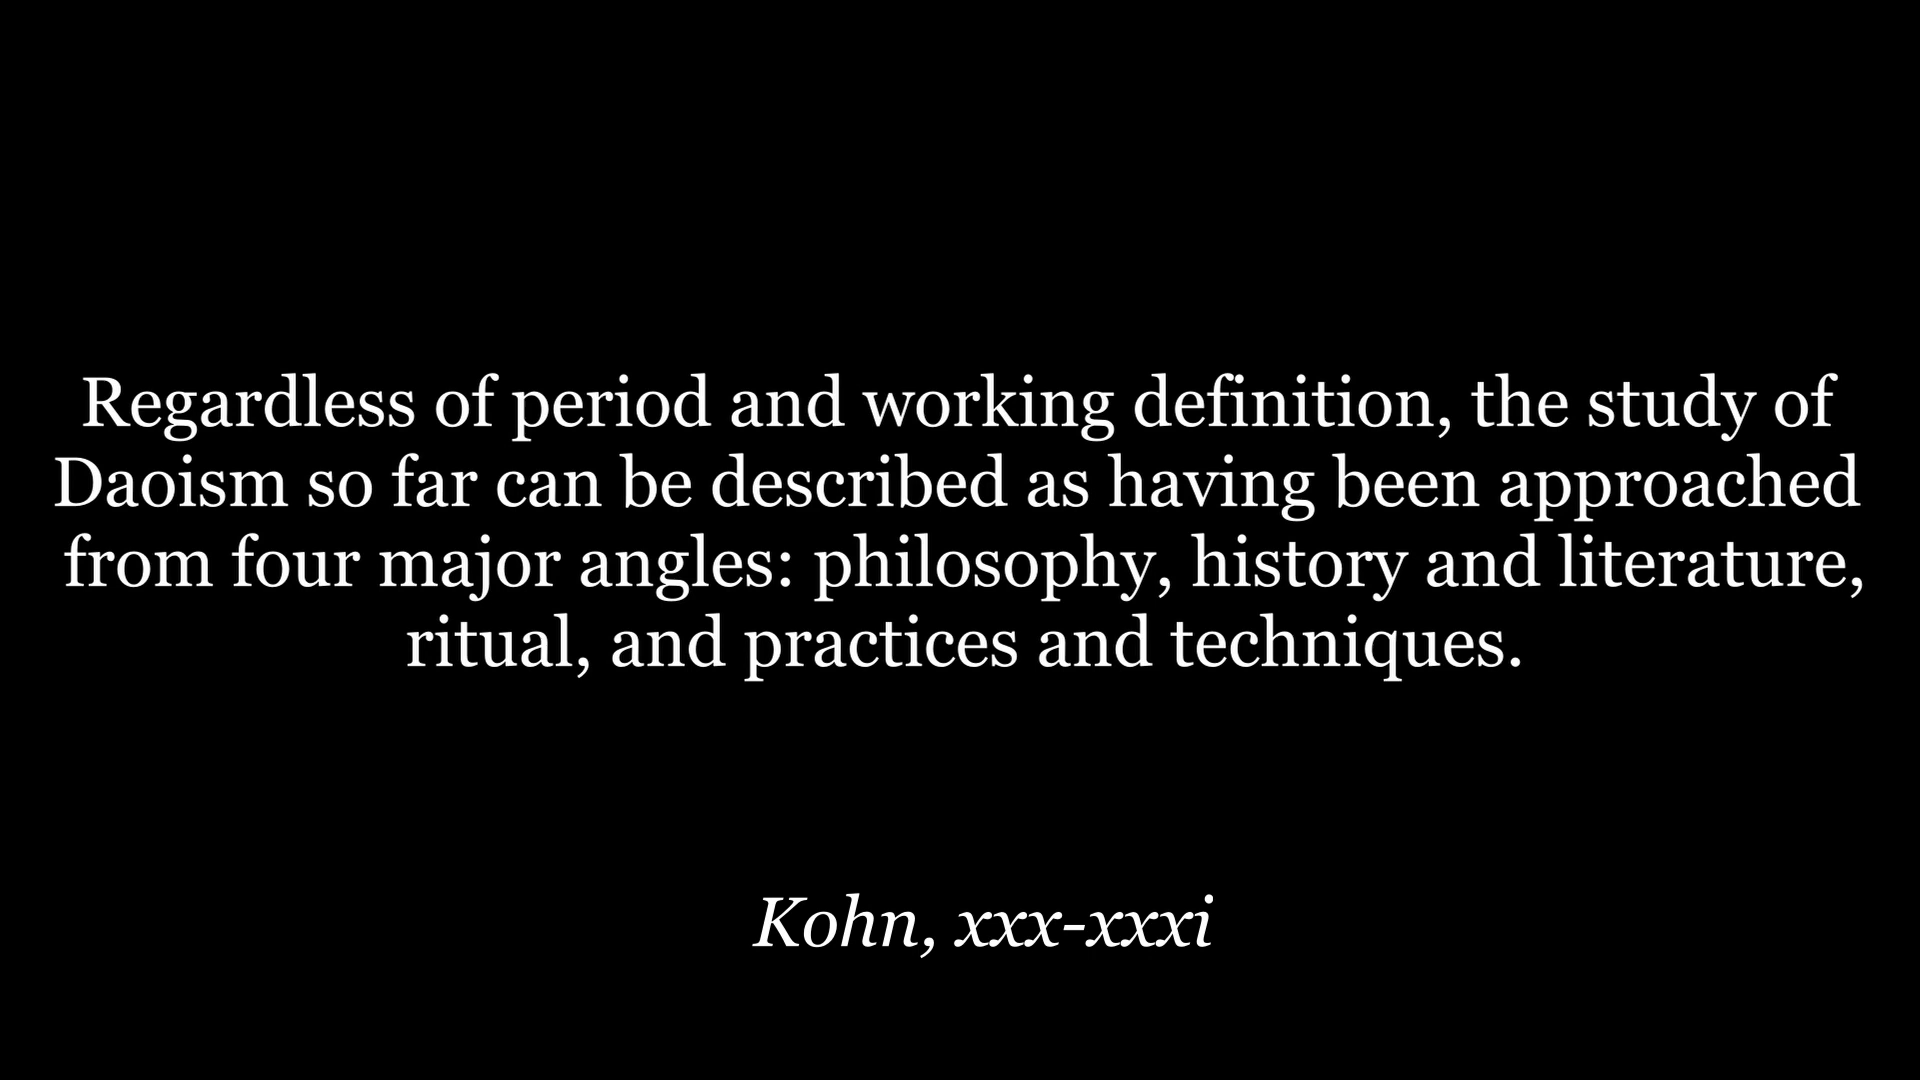 Regardless of period and working definition, the study of
Daoism so far can be described as having been approached
from four major angles: philosophy, history and literature,
ritual, and practices and techniques.
Kohn, xxx-xxxi